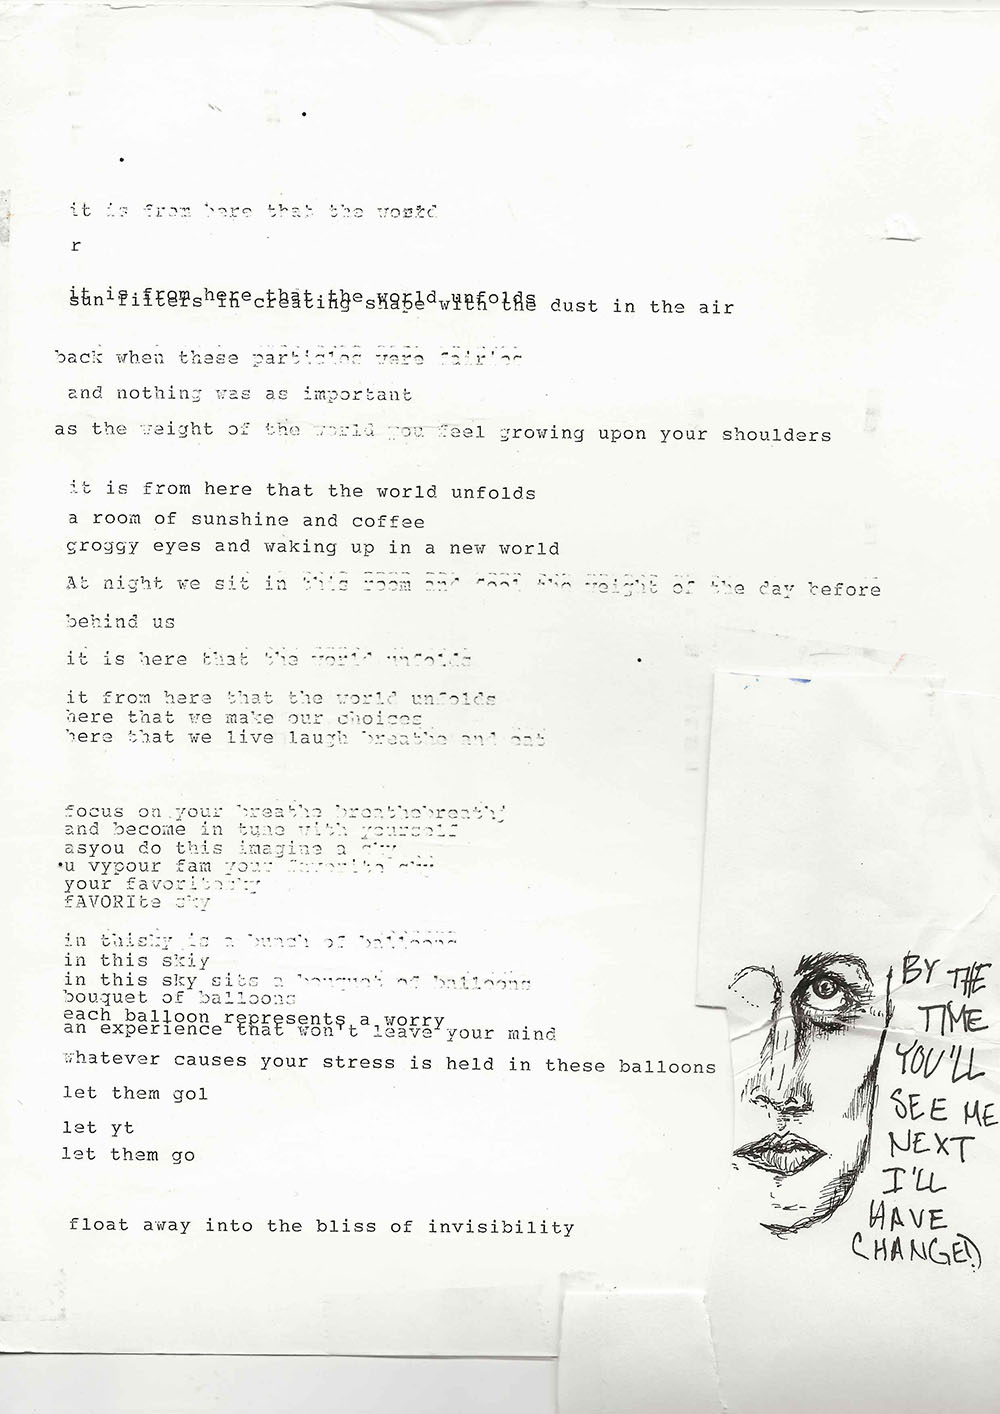 it is from here that the world
r
it is from here that the world unfolds
sun filters in creating shape with the dust in the air
back when these particles were fairies
and nothing was as important
as the weight of the world you feel growing upon your shoulders
it is from here that the world unfolds
a room of sunshine and coffee
groggy eyes and waking up in a new world
At night we sit in this room and feel the weight of the day before
behind us
it is here that the world unfolds
it from here that the world unfolds
here that we make our choices
here that we live laugh breathe and eat
focus on your breathe breathebreathj
and become in tune with yourself
asyou do this imagine a sky
u vypour fam your favorite sky
your favoritesky
fAVORIte sky
in thisky is a bunch of balloons
in this skiy
in this sky sits a bouquet of balloons
bouquet of balloons
each balloon represents a worry
an experience that won't leave your mind
whatever causes your stress is held in these balloons
let them gol
let yt
let them go
float away into the bliss of invisibility
BY THE
TIME
YOU'LL
SEE ME
NEXT
I'LL
HAVE
CHANGED